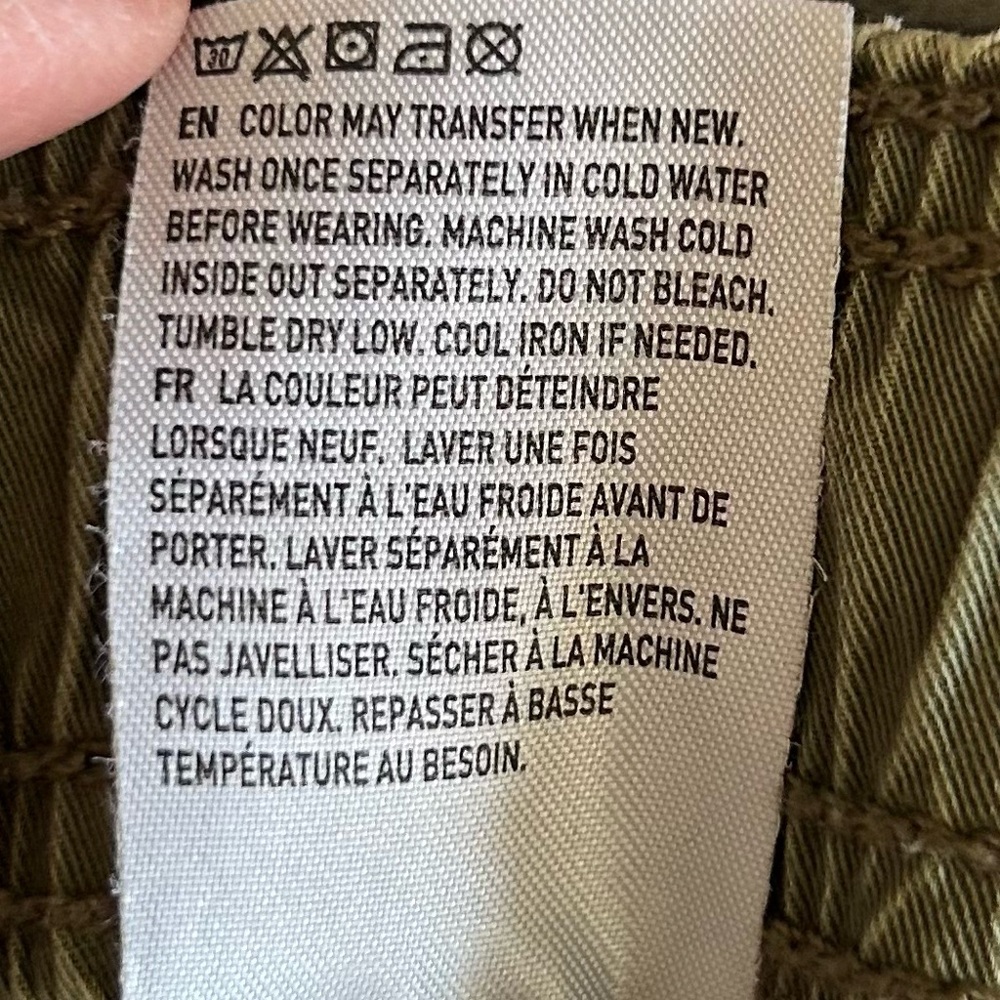 30
EN COLOR MAY TRANSFER WHEN NEW.
WASH ONCE SEPARATELY IN COLD WATER
BEFORE WEARING. MACHINE WASH COLD
INSIDE OUT SEPARATELY. DO NOT BLEACH.
TUMBLE DRY LOW. COOL IRON IF NEEDED.
FR LA COULEUR PEUT DÉTEINDRE
LORSQUE NEUF. LAVER UNE FOIS
SÉPARÉMENT À L'EAU FROIDE AVANT DE
PORTER. LAVER SÉPARÉMENT À LA
MACHINE À L'EAU FROIDE, À L'ENVERS. NE
PAS JAVELLISER. SÉCHER À LA MACHINE
CYCLE DOUX. REPASSER À BASSE
TEMPÉRATURE AU BESOIN.